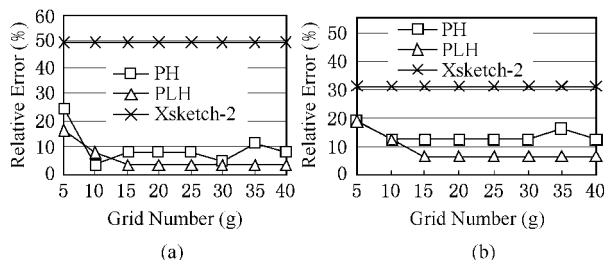 Relative Error (%)
60
50
40
30
20
10
0
PH
PLH
Xsketch-2
5 10 15 20 25 30 35 40
Grid Number (g)
(a)
Relative Error (%)
50
40
30
20
10
0
PH
PLH
Xsketch-2
5 10 15 20 25 30 35 40
Grid Number (g)
(b)